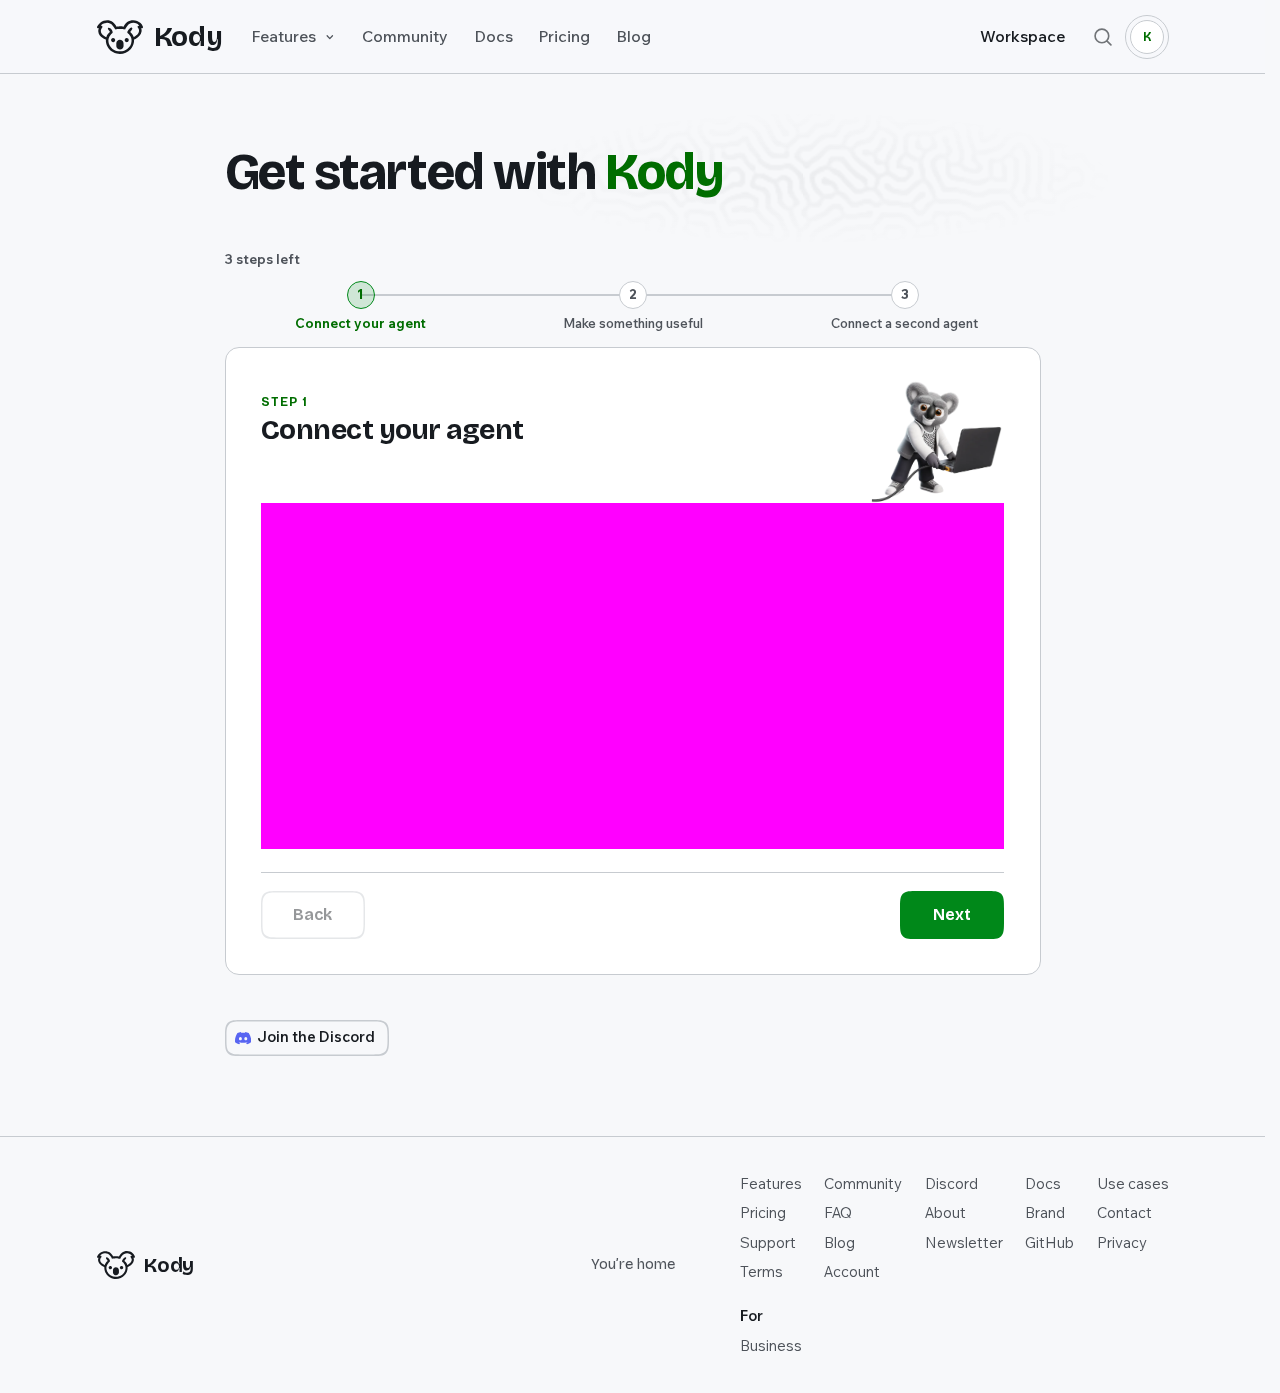 Kody
Features
Community
Docs
Pricing
Blog
Workspace
K
Get started with Kody
3 steps left
1
2
3
Connect your agent
Make something useful
Connect a second agent
STEP 1
Connect your agent
Back
Next
Join the Discord
Kody
You're home
Features
Community
Discord
Docs
Use cases
Pricing
FAQ
About
Brand
Contact
Support
Blog
Newsletter
GitHub
Privacy
Terms
Account
For
Business